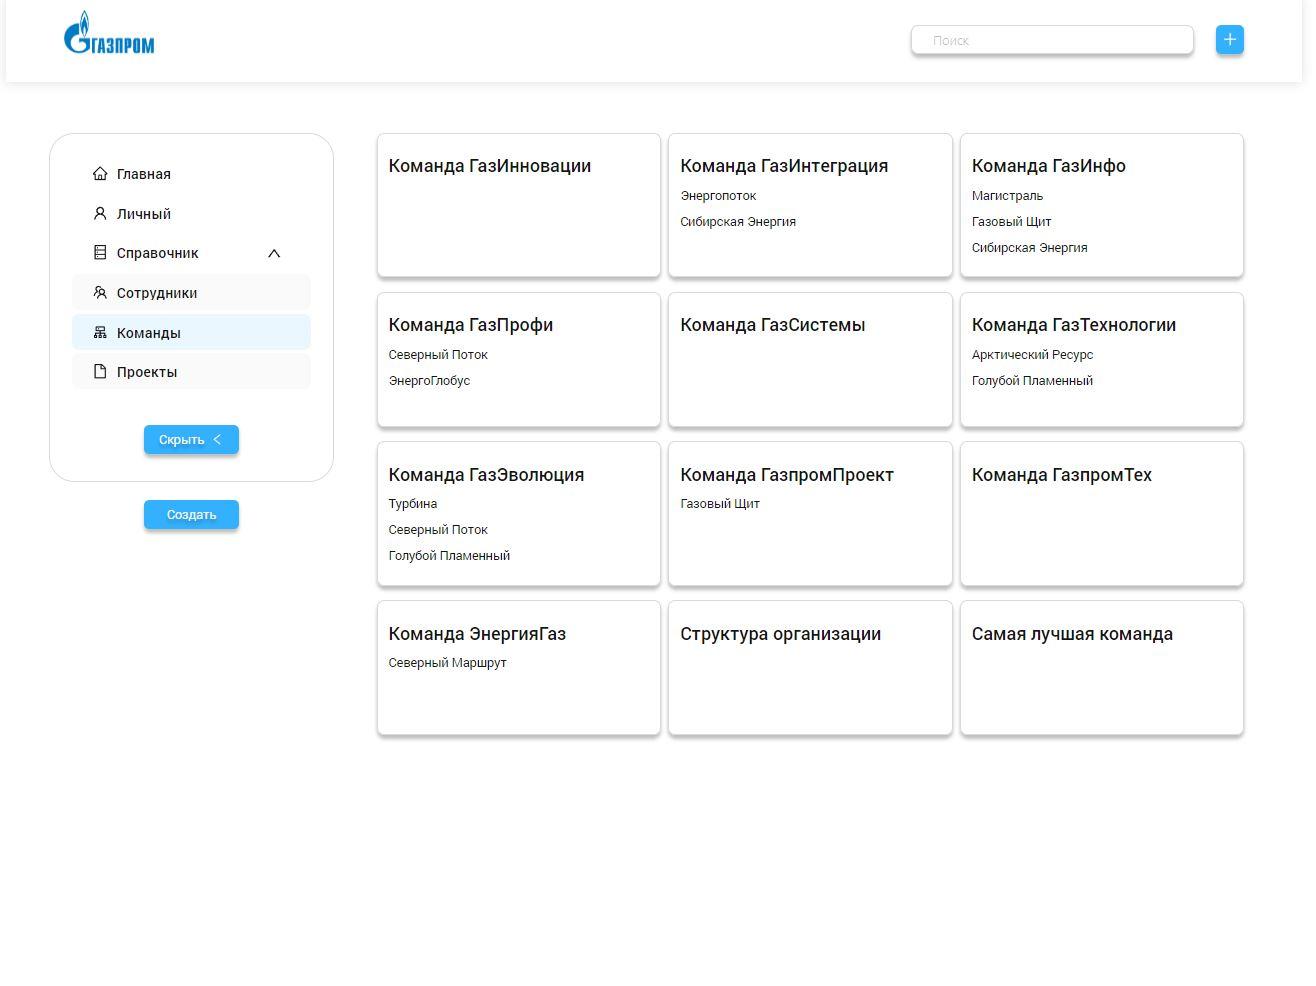 ГАЗПРОМ
Поиск
Главная
Личный
Справочник
Сотрудники
Команды
Проекты
Скрыть
Создать
Команда ГазИнновации
Команда ГазИнтеграция
Энергопоток
Сибирская Энергия
Команда ГазИнфо
Магистраль
Газовый Щит
Сибирская Энергия
Команда ГазПрофи
Северный Поток
ЭнергоГлобус
Команда ГазСистемы
Команда ГазТехнологии
Арктический Ресурс
Голубой Пламенный
Команда ГазЭволюция
Турбина
Северный Поток
Голубой Пламенный
Команда ГазпромПроект
Газовый Щит
Команда ГазпромТех
Команда ЭнергияГаз
Северный Маршрут
Структура организации
Самая лучшая команда